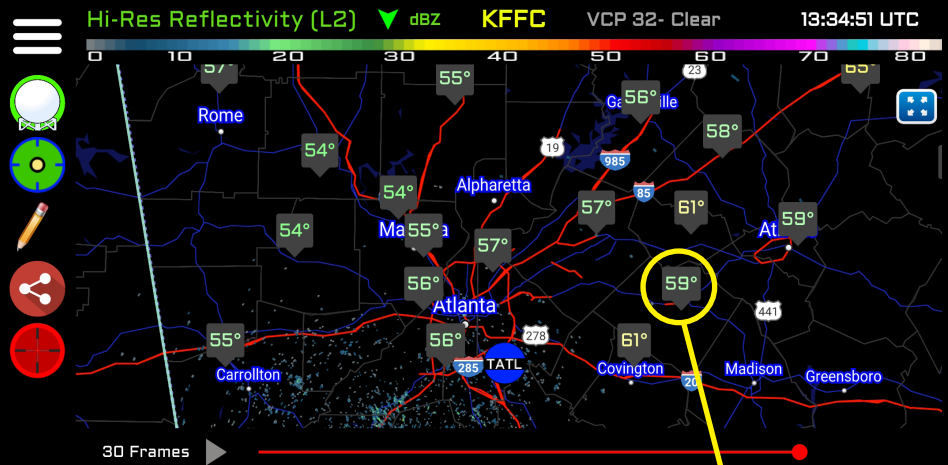 Hi-Res Reflectivity (L2) dBZ KFFC VCP 32- Clear 13:34:51 UTC
0 10 20 30 40 50 60 70 80
57° 55° 23 65°
Rome 56°
58°
54° 19 985
54° Alpharetta 85
57° 61° 59°
54° 55° 57°
56° 59°
Atlanta 441
55° 56° 278 61°
285 TATL Covington 20 Madison Greensboro
Carrollton
30 Frames